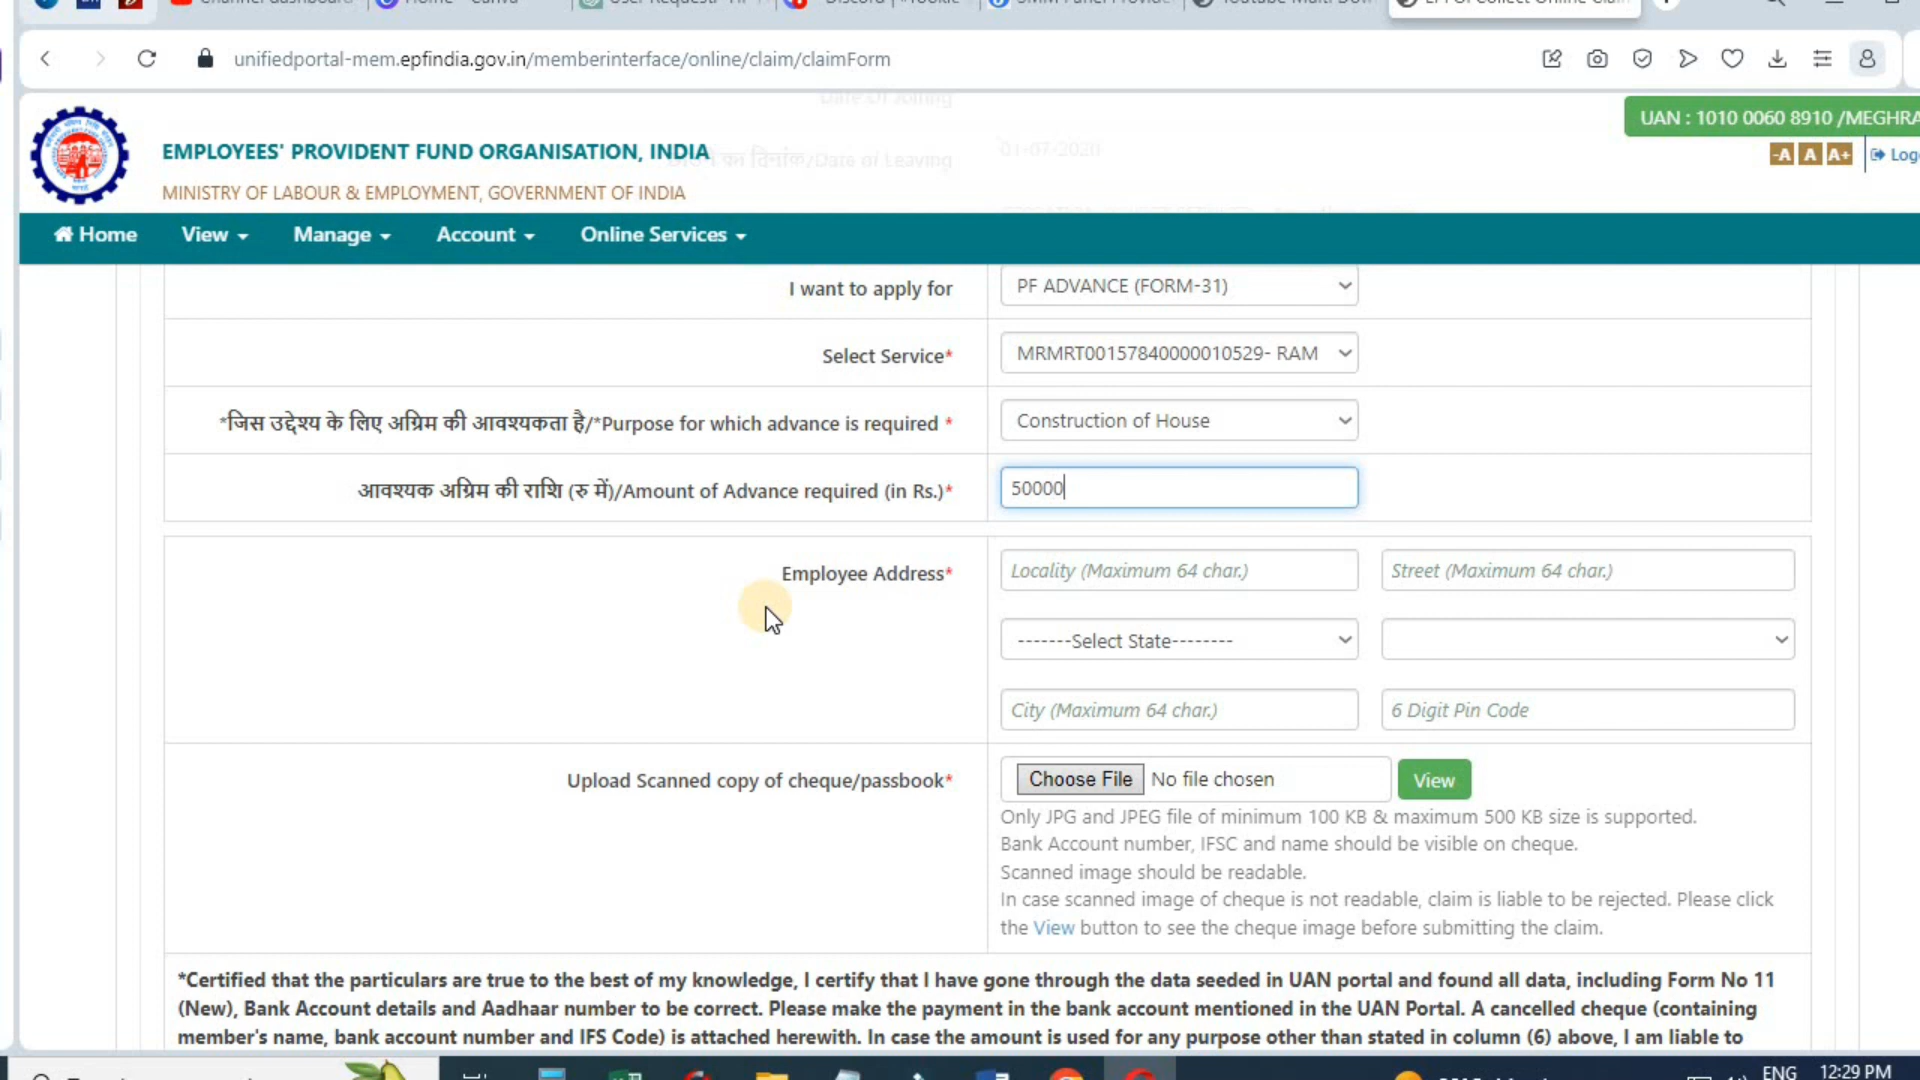 unifiedportal-mem.epfindia.gov.in/memberinterface/online/claim/claimForm
UAN : 1010 0060 8910 /MEGHRA
EMPLOYEES' PROVIDENT FUND ORGANISATION, INDIA
MINISTRY OF LABOUR & EMPLOYMENT, GOVERNMENT OF INDIA
/Date of Leaving
01-07-2020
-A A A+
Home View Manage Account Online Services
I want to apply for PF ADVANCE (FORM-31)
Select Service* MRMRT00157840000010529- RAM
*जिस उद्देश्य के लिए अग्रिम की आवश्यकता है/*Purpose for which advance is required * Construction of House
आवश्यक अग्रिम की राशि (रु में)/Amount of Advance required (in Rs.)* 50000
Employee Address* Locality (Maximum 64 char.) Street (Maximum 64 char.)
-------Select State--------
City (Maximum 64 char.) 6 Digit Pin Code
Upload Scanned copy of cheque/passbook* Choose File No file chosen View
Only JPG and JPEG file of minimum 100 KB & maximum 500 KB size is supported.
Bank Account number, IFSC and name should be visible on cheque.
Scanned image should be readable.
In case scanned image of cheque is not readable, claim is liable to be rejected. Please click
the View button to see the cheque image before submitting the claim.
*Certified that the particulars are true to the best of my knowledge, I certify that I have gone through the data seeded in UAN portal and found all data, including Form No 11
(New), Bank Account details and Aadhaar number to be correct. Please make the payment in the bank account mentioned in the UAN Portal. A cancelled cheque (containing
member's name, bank account number and IFS Code) is attached herewith. In case the amount is used for any purpose other than stated in column (6) above, I am liable to
ENG 12:29 PM